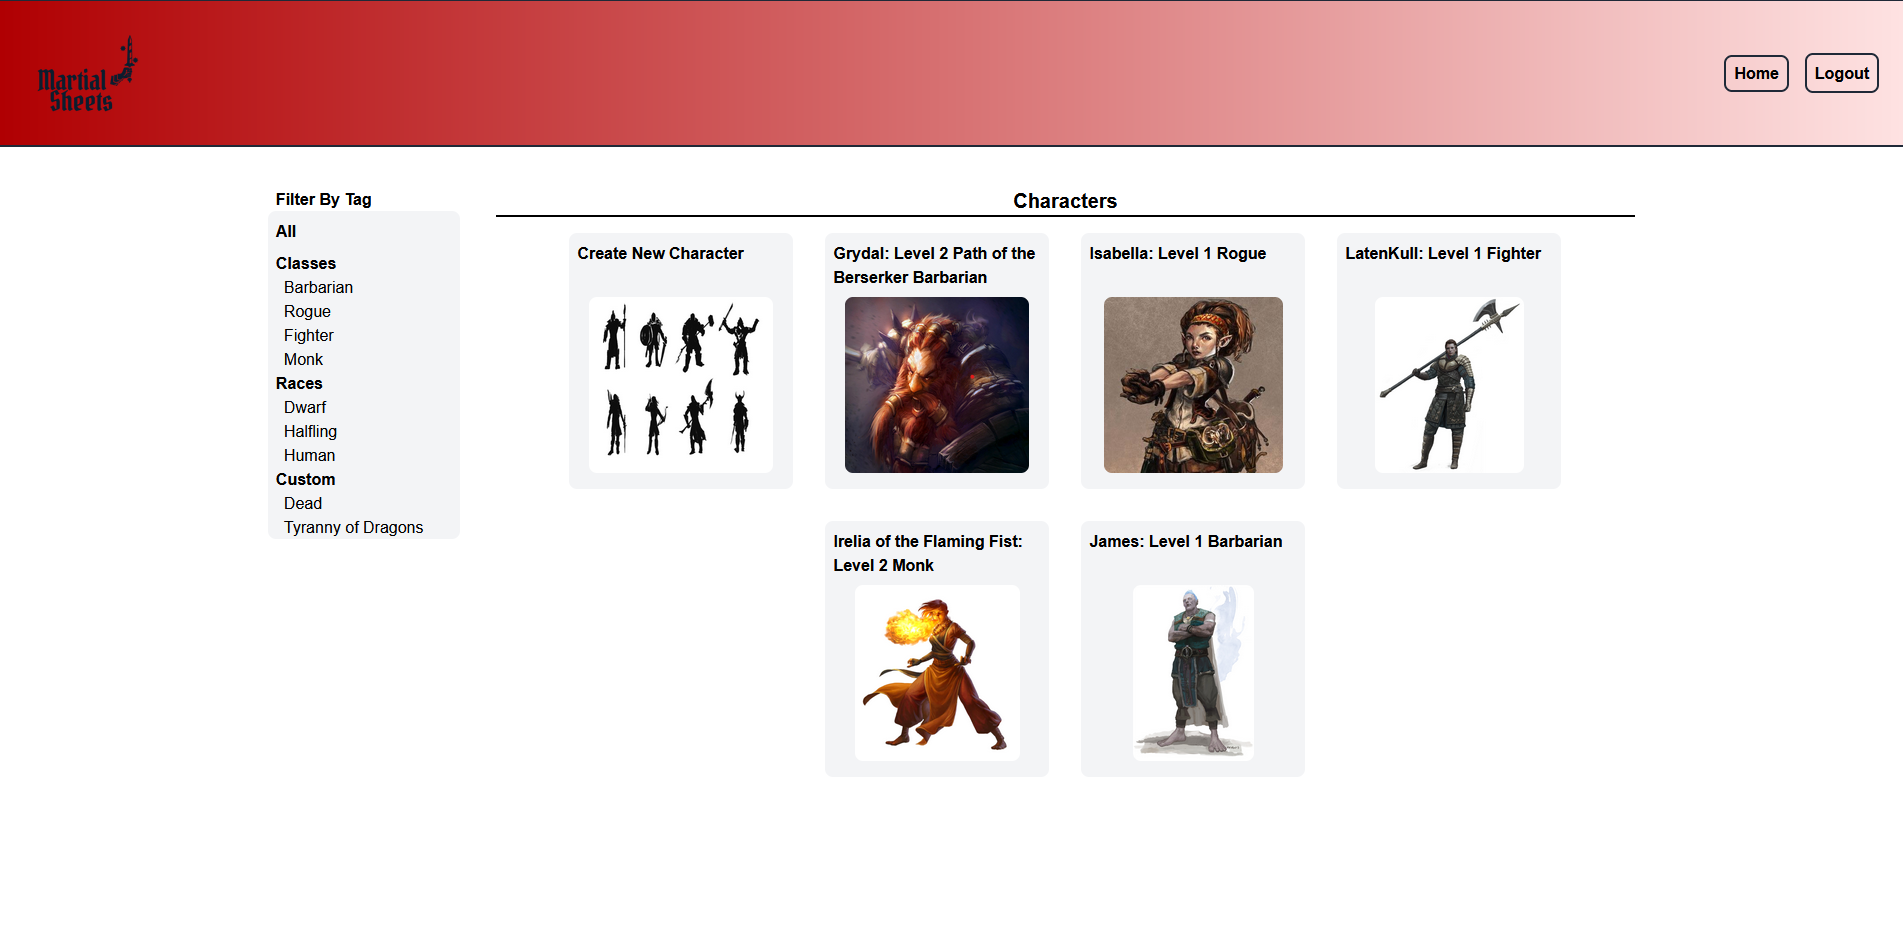 Martial
Sheets
Home
Logout
Filter By Tag
All
Classes
Barbarian
Rogue
Fighter
Monk
Races
Dwarf
Halfling
Human
Custom
Dead
Tyranny of Dragons
Characters
Create New Character
Grydal: Level 2 Path of the
Berserker Barbarian
Isabella: Level 1 Rogue
LatenKull: Level 1 Fighter
Irelia of the Flaming Fist:
Level 2 Monk
James: Level 1 Barbarian